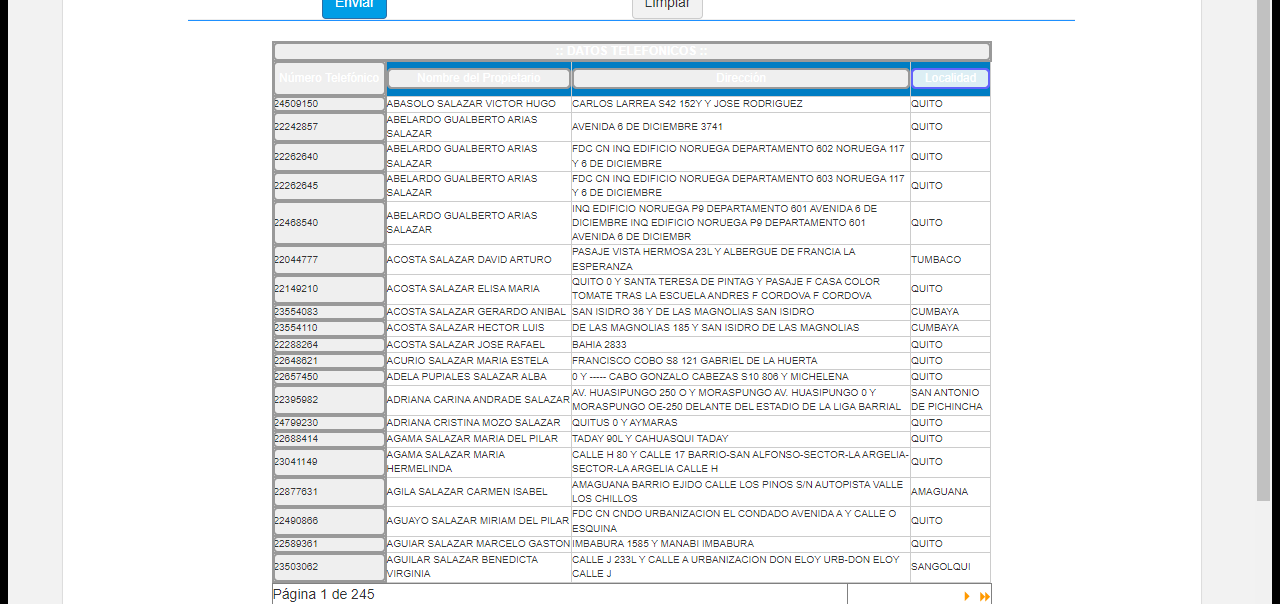 Enviar Limpiar
:: DATOS TELEFONICOS ::
Número Telefónico Nombre del Propietario Dirección Localidad
24509150 ABASOLO SALAZAR VICTOR HUGO CARLOS LARREA S42 152Y Y JOSE RODRIGUEZ QUITO
22242857 ABELARDO GUALBERTO ARIAS SALAZAR AVENIDA 6 DE DICIEMBRE 3741 QUITO
22262640 ABELARDO GUALBERTO ARIAS SALAZAR FDC CN INQ EDIFICIO NORUEGA DEPARTAMENTO 602 NORUEGA 117 Y 6 DE DICIEMBRE QUITO
22262645 ABELARDO GUALBERTO ARIAS SALAZAR FDC CN INQ EDIFICIO NORUEGA DEPARTAMENTO 603 NORUEGA 117 Y 6 DE DICIEMBRE QUITO
22468540 ABELARDO GUALBERTO ARIAS SALAZAR INQ EDIFICIO NORUEGA P9 DEPARTAMENTO 601 AVENIDA 6 DE DICIEMBRE INQ EDIFICIO NORUEGA P9 DEPARTAMENTO 601 AVENIDA 6 DE DICIEMBR QUITO
22044777 ACOSTA SALAZAR DAVID ARTURO PASAJE VISTA HERMOSA 23L Y ALBERGUE DE FRANCIA LA ESPERANZA TUMBACO
22149210 ACOSTA SALAZAR ELISA MARIA QUITO 0 Y SANTA TERESA DE PINTAG Y PASAJE F CASA COLOR TOMATE TRAS LA ESCUELA ANDRES F CORDOVA F CORDOVA QUITO
23554083 ACOSTA SALAZAR GERARDO ANIBAL SAN ISIDRO 36 Y DE LAS MAGNOLIAS SAN ISIDRO CUMBAYA
23554110 ACOSTA SALAZAR HECTOR LUIS DE LAS MAGNOLIAS 185 Y SAN ISIDRO DE LAS MAGNOLIAS CUMBAYA
22288264 ACOSTA SALAZAR JOSE RAFAEL BAHIA 2833 QUITO
22648621 ACURIO SALAZAR MARIA ESTELA FRANCISCO COBO S8 121 GABRIEL DE LA HUERTA QUITO
22657450 ADELA PUPIALES SALAZAR ALBA 0 Y ----- CABO GONZALO CABEZAS S10 806 Y MICHELENA QUITO
22395982 ADRIANA CARINA ANDRADE SALAZAR AV. HUASIPUNGO 250 O Y MORASPUNGO AV. HUASIPUNGO 0 Y MORASPUNGO OE-250 DELANTE DEL ESTADIO DE LA LIGA BARRIAL SAN ANTONIO DE PICHINCHA
24799230 ADRIANA CRISTINA MOZO SALAZAR QUITUS 0 Y AYMARAS QUITO
22688414 AGAMA SALAZAR MARIA DEL PILAR TADAY 90L Y CAHUASQUI TADAY QUITO
23041149 AGAMA SALAZAR MARIA HERMELINDA CALLE H 80 Y CALLE 17 BARRIO-SAN ALFONSO-SECTOR-LA ARGELIA-SECTOR-LA ARGELIA CALLE H QUITO
22877631 AGILA SALAZAR CARMEN ISABEL AMAGUANA BARRIO EJIDO CALLE LOS PINOS S/N AUTOPISTA VALLE LOS CHILLOS AMAGUANA
22490866 AGUAYO SALAZAR MIRIAM DEL PILAR FDC CN CNDO URBANIZACION EL CONDADO AVENIDA A Y CALLE O ESQUINA QUITO
22589361 AGUIAR SALAZAR MARCELO GASTON IMBABURA 1585 Y MANABI IMBABURA QUITO
23503062 AGUILAR SALAZAR BENEDICTA VIRGINIA CALLE J 233L Y CALLE A URBANIZACION DON ELOY URB-DON ELOY CALLE J SANGOLQUI
Página 1 de 245